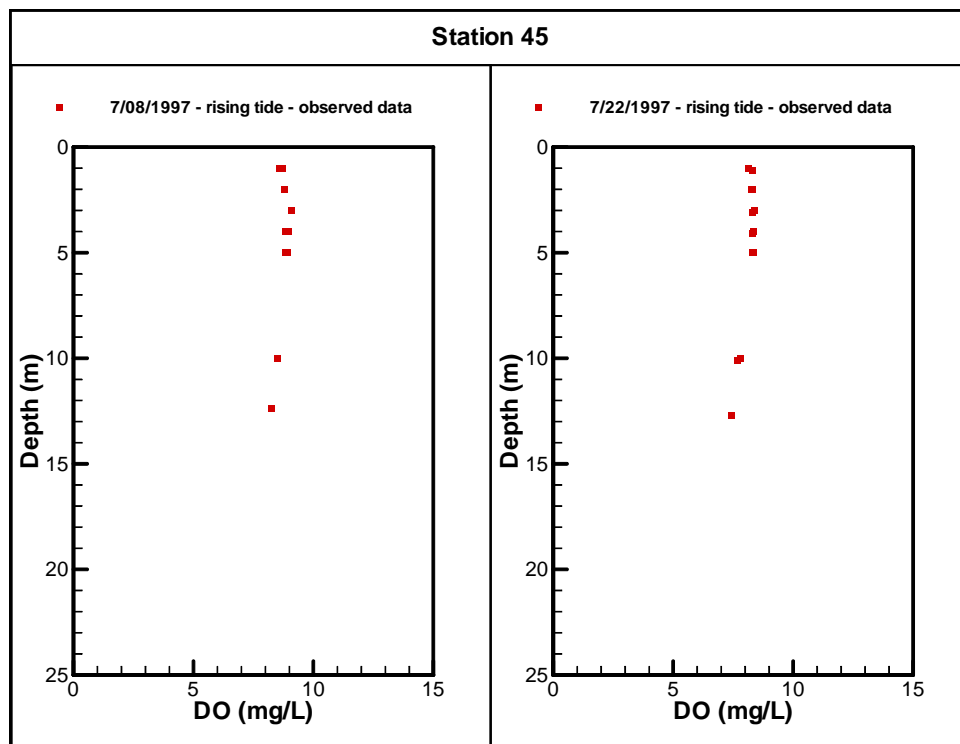 Station 45
7/08/1997 - rising tide - observed data
0
5
10
15
20
25
Depth (m)
0
5
10
15
DO (mg/L)
7/22/1997 - rising tide - observed data
0
5
10
15
20
25
Depth (m)
0
5
10
15
DO (mg/L)